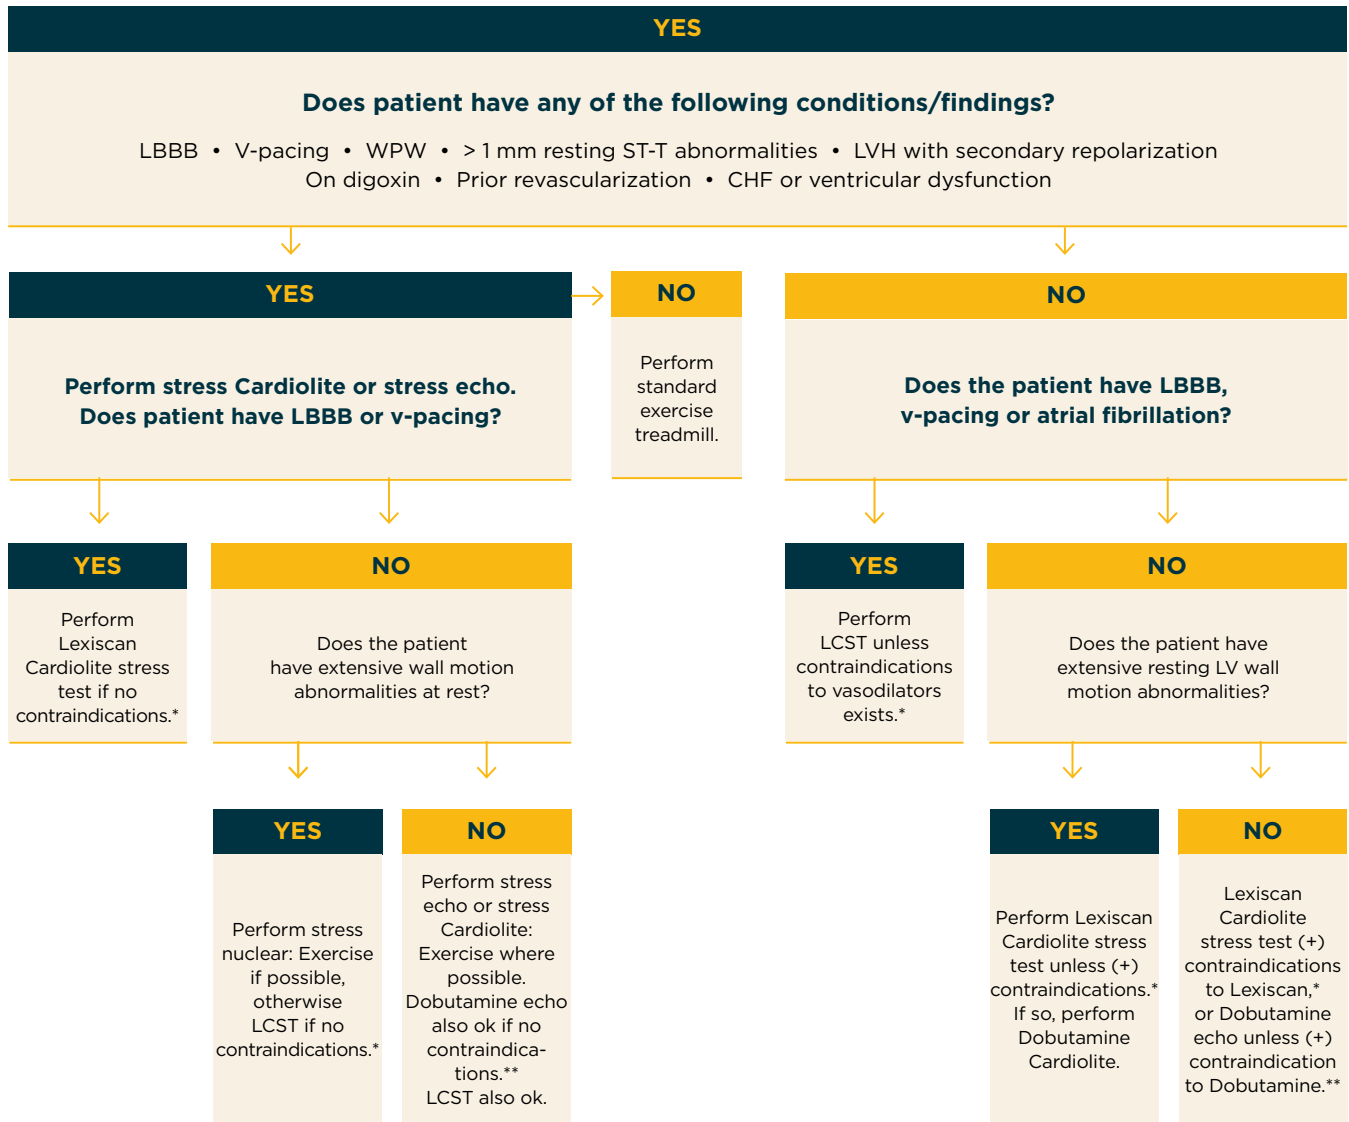 YES
Does patient have any of the following conditions/findings?
LBBB • V-pacing • WPW • > 1 mm resting ST-T abnormalities • LVH with secondary repolarization
On digoxin • Prior revascularization • CHF or ventricular dysfunction
YES
Perform stress Cardiolite or stress echo.
Does patient have LBBB or v-pacing?
NO
Perform
standard
exercise
treadmill.
NO
Does the patient have LBBB,
v-pacing or atrial fibrillation?
YES
Perform
Lexiscan
Cardiolite stress
test if no
contraindications.*
NO
Does the patient
have extensive wall motion
abnormalities at rest?
YES
Perform
LCST unless
contraindications
to vasodilators
exists.*
NO
Does the patient have
extensive resting LV wall
motion abnormalities?
YES
Perform stress
nuclear: Exercise
if possible,
otherwise
LCST if no
contraindications.*
NO
Perform stress
echo or stress
Cardiolite:
Exercise where
possible.
Dobutamine echo
also ok if no
contraindica-
tions.**
LCST also ok.
YES
Perform Lexiscan
Cardiolite stress
test unless (+)
contraindications.*
If so, perform
Dobutamine
Cardiolite.
NO
Lexiscan
Cardiolite
stress test (+)
contraindications
to Lexiscan,*
or Dobutamine
echo unless (+)
contraindication
to Dobutamine.**